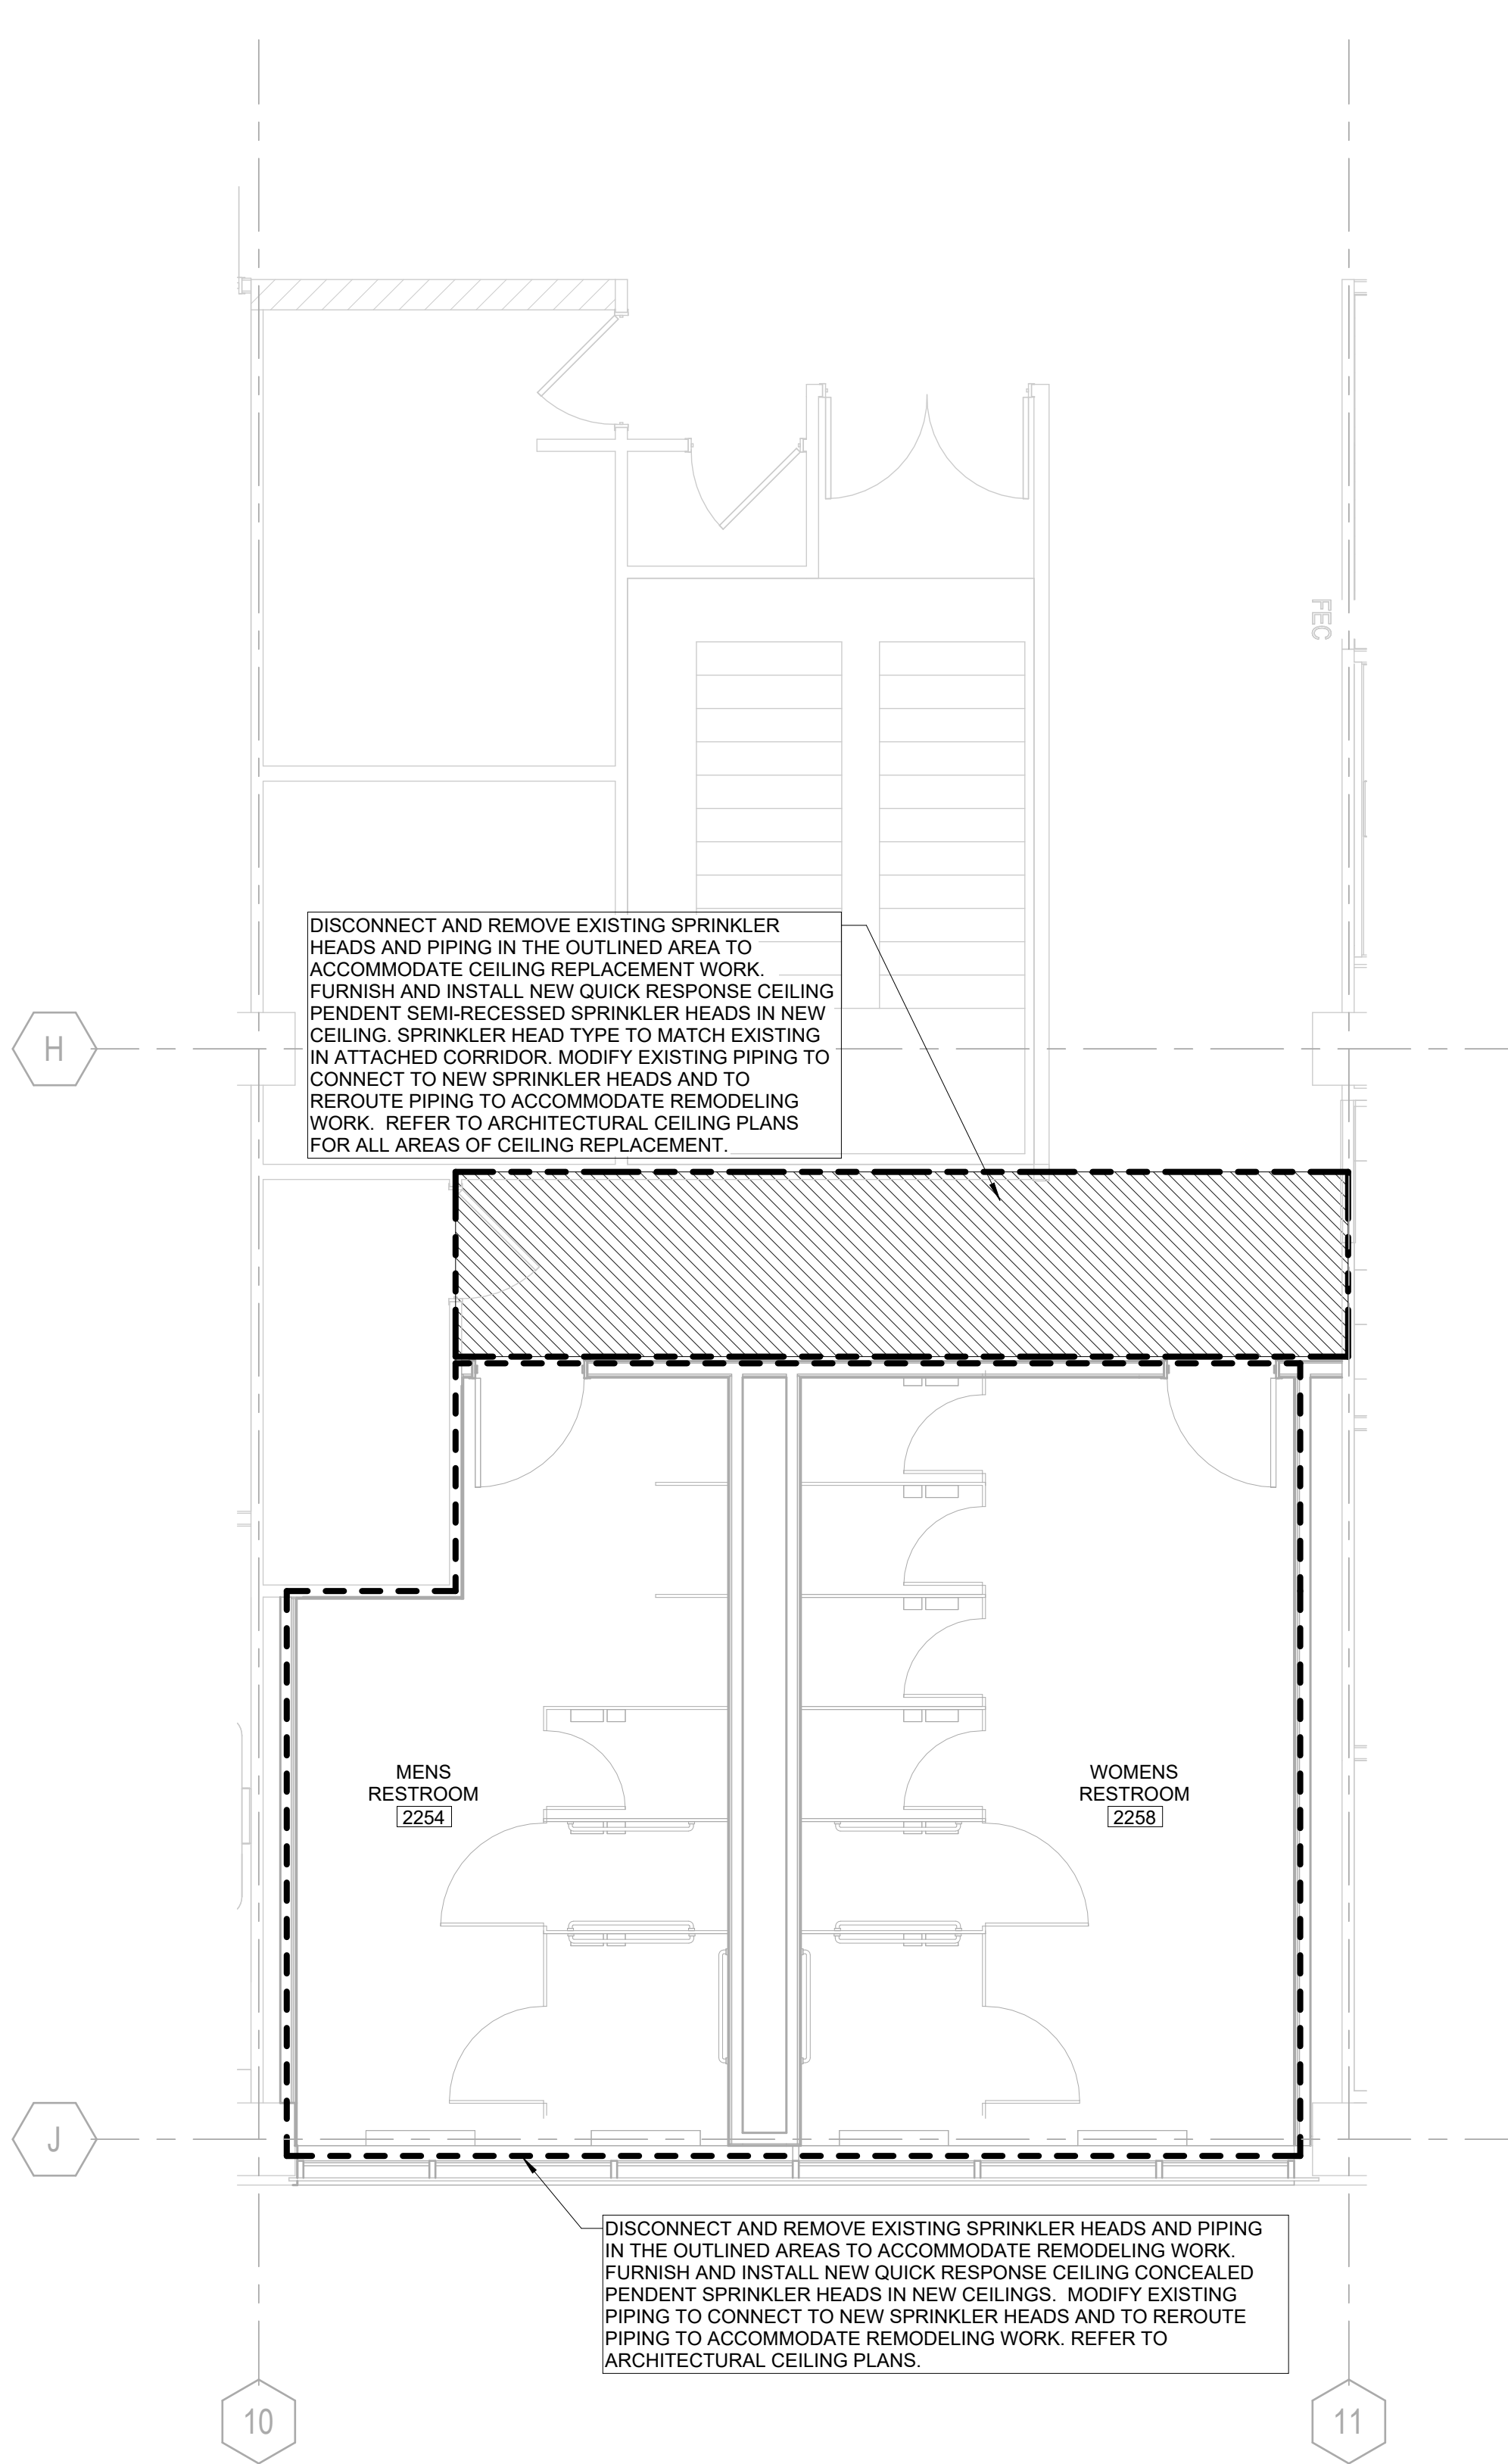 FEC
DISCONNECT AND REMOVE EXISTING SPRINKLER
HEADS AND PIPING IN THE OUTLINED AREA TO
ACCOMMODATE CEILING REPLACEMENT WORK.
FURNISH AND INSTALL NEW QUICK RESPONSE CEILING
PENDENT SEMI-RECESSED SPRINKLER HEADS IN NEW
CEILING. SPRINKLER HEAD TYPE TO MATCH EXISTING
IN ATTACHED CORRIDOR. MODIFY EXISTING PIPING TO
CONNECT TO NEW SPRINKLER HEADS AND TO
REROUTE PIPING TO ACCOMMODATE REMODELING
WORK.  REFER TO ARCHITECTURAL CEILING PLANS
FOR ALL AREAS OF CEILING REPLACEMENT.
H
MENS
RESTROOM
2254
WOMENS
RESTROOM
2258
J
DISCONNECT AND REMOVE EXISTING SPRINKLER HEADS AND PIPING
IN THE OUTLINED AREAS TO ACCOMMODATE REMODELING WORK.
FURNISH AND INSTALL NEW QUICK RESPONSE CEILING CONCEALED
PENDENT SPRINKLER HEADS IN NEW CEILINGS.  MODIFY EXISTING
PIPING TO CONNECT TO NEW SPRINKLER HEADS AND TO REROUTE
PIPING TO ACCOMMODATE REMODELING WORK. REFER TO
ARCHITECTURAL CEILING PLANS.
10
11